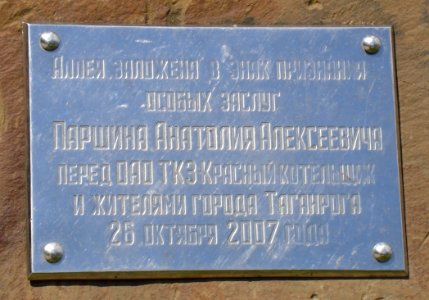 Аллея заложена в знак признания
особых заслуг
Паршина Анатолия Алексеевича
перед ОАО ТКЗ Красный котельщик
и жителями города Таганрога
26 октября 2007 года